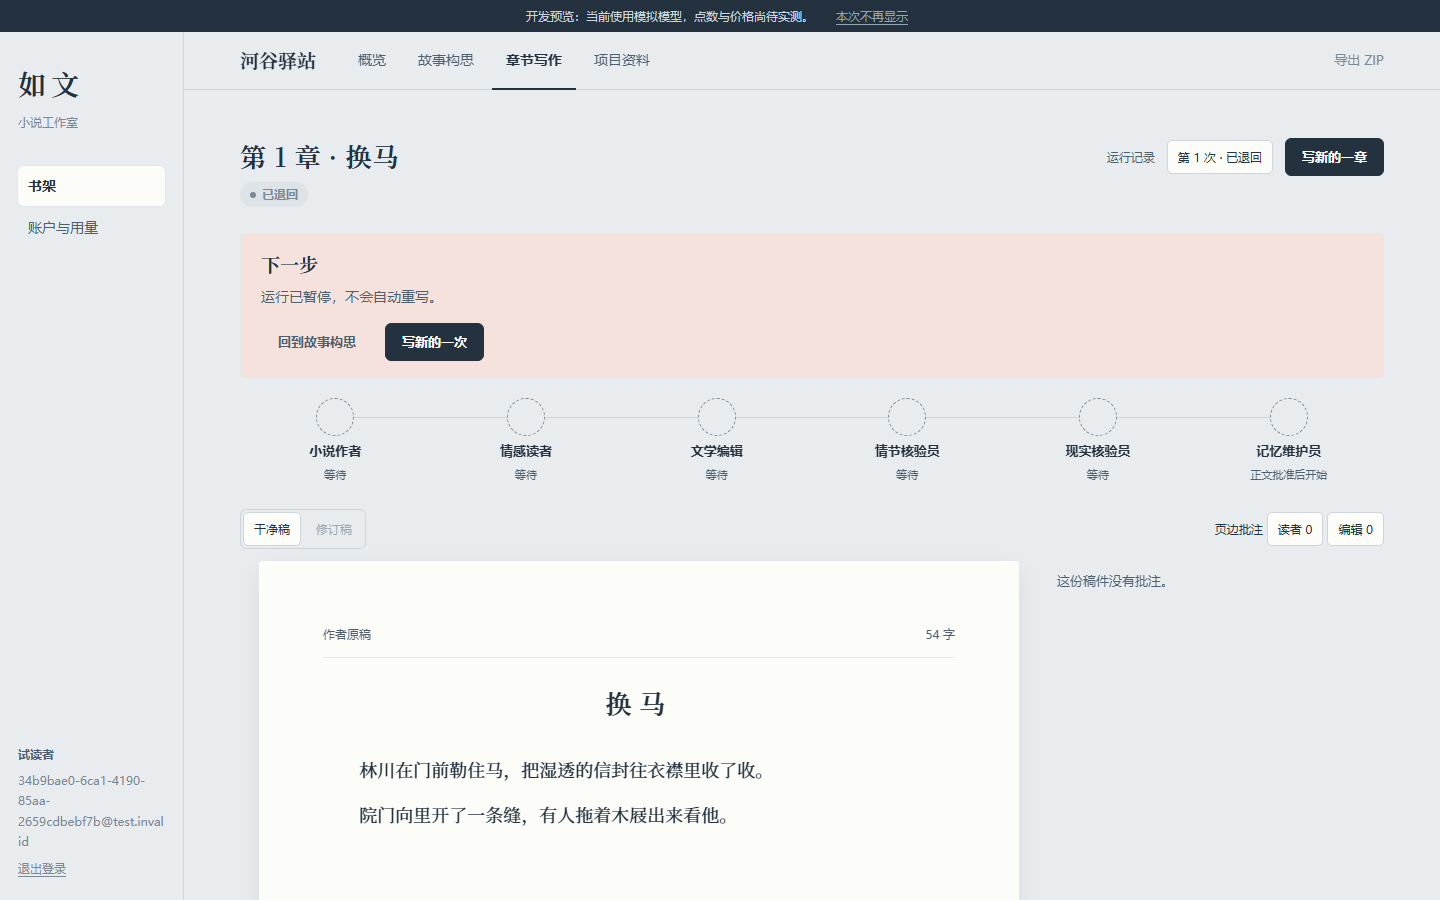 开发预览：当前使用模拟模型，点数与价格尚待实测。 本次不再显示
如文
小说工作室
书架
账户与用量
河谷驿站 概览 故事构思 章节写作 项目资料 导出 ZIP
第 1 章 · 换马
已退回
运行记录 第 1 次 · 已退回 写新的一章
下一步
运行已暂停，不会自动重写。
回到故事构思 写新的一次
小说作者 情感读者 文学编辑 情节核验员 现实核验员 记忆维护员
等待 等待 等待 等待 等待 正文批准后开始
干净稿 修订稿 页边批注 读者 0 编辑 0
作者原稿 54 字
这份稿件没有批注。
换马
林川在门前勒住马，把湿透的信封往衣襟里收了收。
院门向里开了一条缝，有人拖着木屐出来看他。
试读者
34b9bae0-6ca1-4190-
85aa-
2659cdbebf7b@test.inval
id
退出登录